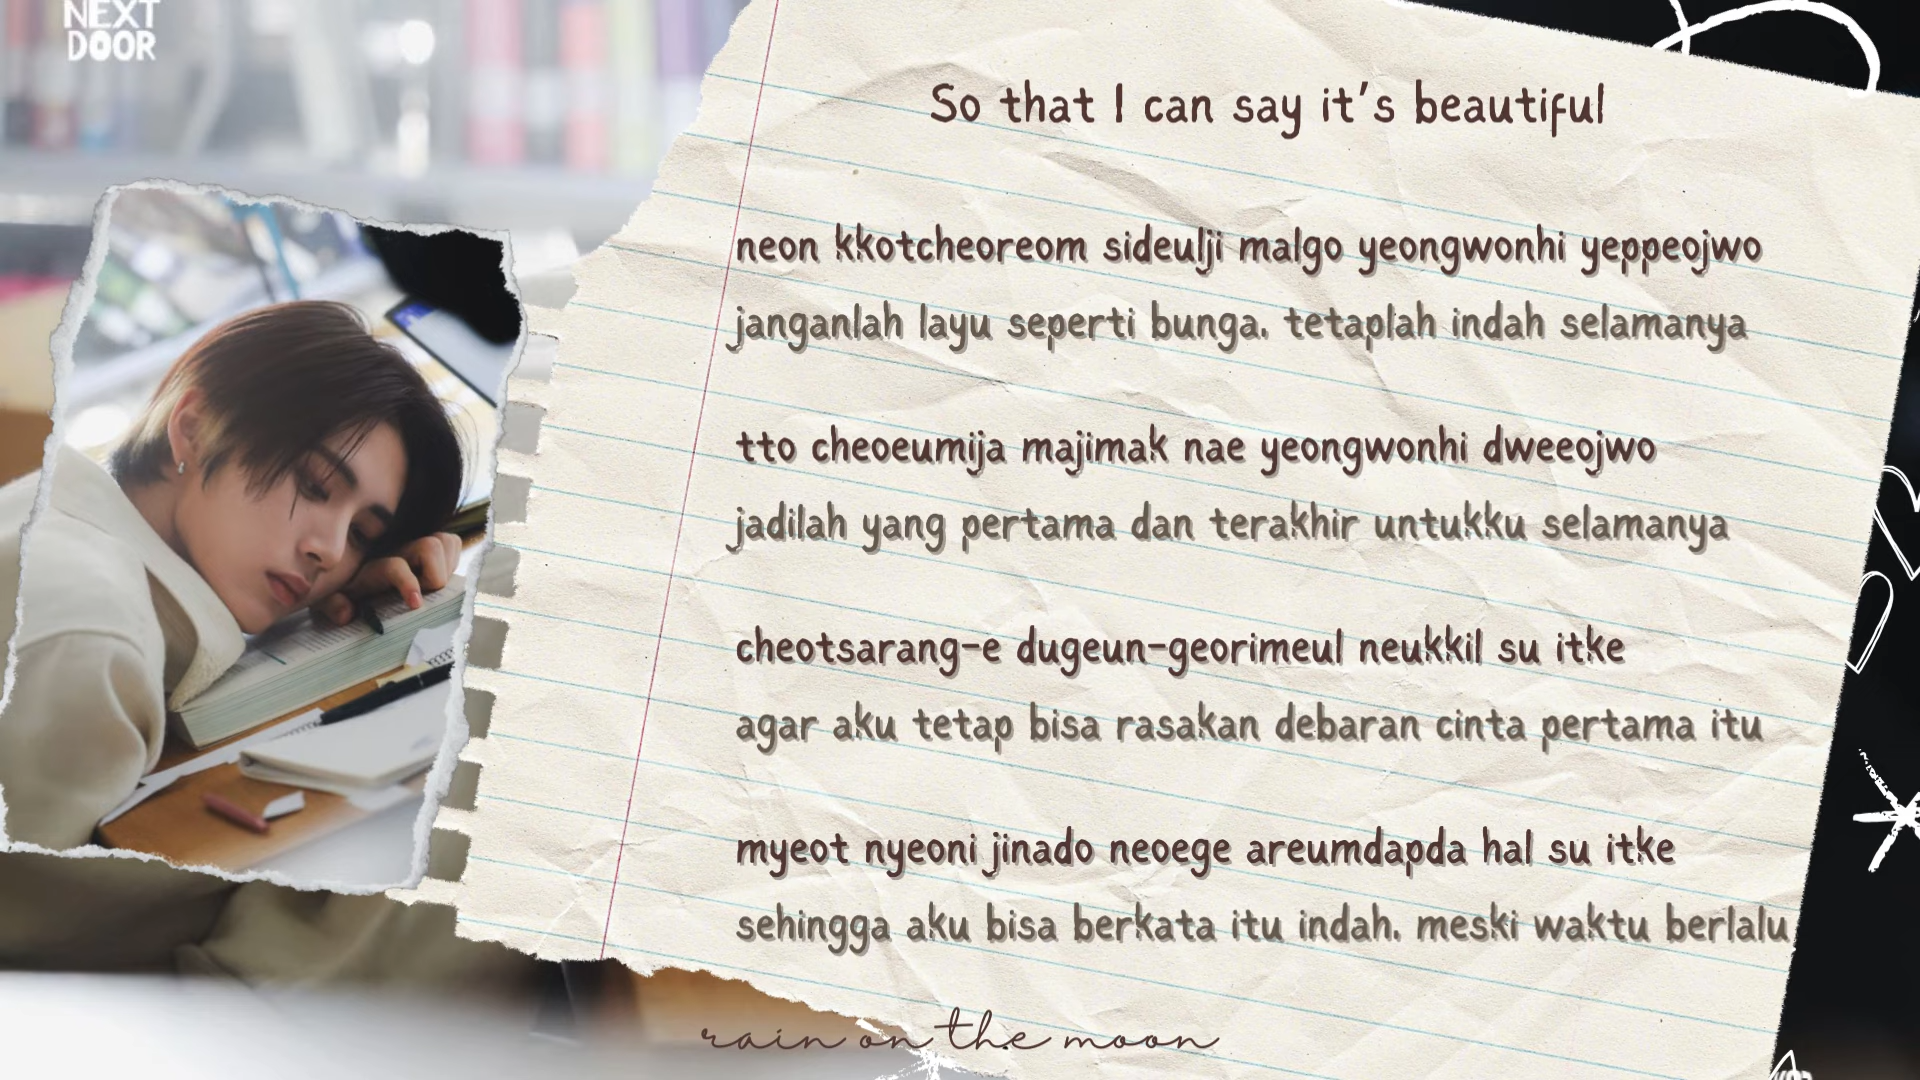 NEXT
DOOR
So that I can say it's beautiful
neon kkotcheoreom sideulji malgo yeongwonhi yeppeojwo
janganlah layu seperti bunga. tetaplah indah selamanya
tto cheoeumija majimak nae yeongwonhi dweeojwo
jadilah yang pertama dan terakhir untukku selamanya
cheotsarang-e dugeun-georimeul neukkil su itke
agar aku tetap bisa rasakan debaran cinta pertama itu
myeot nyeoni jinado neoege areumdapda hal su itke
sehingga aku bisa berkata itu indah. meski waktu berlalu
rain on the moon